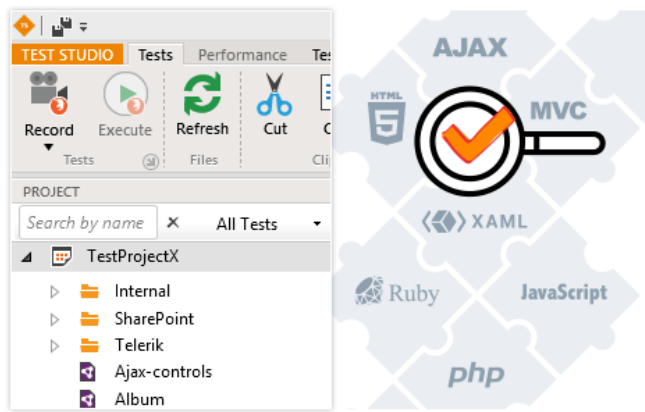 TS
TEST STUDIO Tests Performance
Record Execute Refresh Cut
Tests Files
PROJECT
Search by name All Tests
TestProjectX
Internal
SharePoint
Telerik
Ajax-controls
Album
AJAX
HTML
5
MVC
XAML
Ruby
JavaScript
php